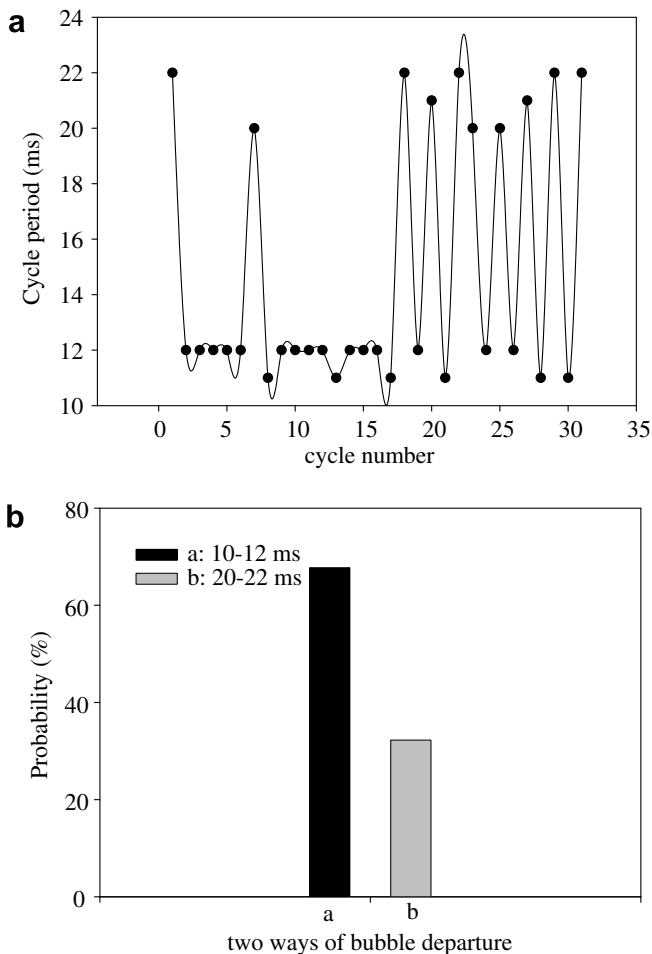 a
24
22
20
18
16
14
12
10
Cycle period (ms)
0 5 10 15 20 25 30 35
cycle number
b
80
60
40
20
0
Probability (%)
a: 10-12 ms
b: 20-22 ms
a b
two ways of bubble departure